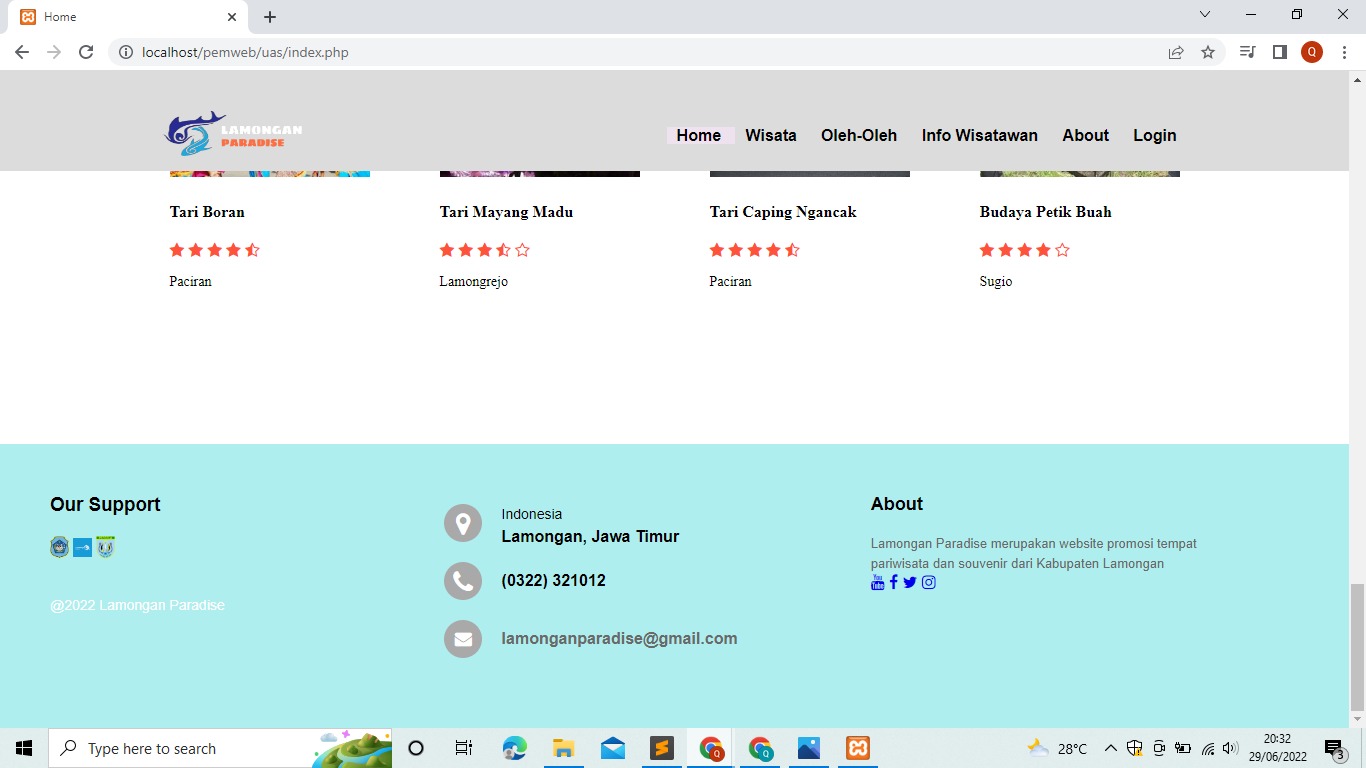 Home
localhost/pemweb/uas/index.php
Q
LAMONGAN
PARADISE
Home Wisata Oleh-Oleh Info Wisatawan About Login
Tari Boran
Paciran
Tari Mayang Madu
Lamongrejo
Tari Caping Ngancak
Paciran
Budaya Petik Buah
Sugio
Our Support
@2022 Lamongan Paradise
Indonesia
Lamongan, Jawa Timur
(0322) 321012
lamonganparadise@gmail.com
About
Lamongan Paradise merupakan website promosi tempat
pariwisata dan souvenir dari Kabupaten Lamongan
You
Tube
Type here to search
Q
Q
28°C
20:32
29/06/2022
3